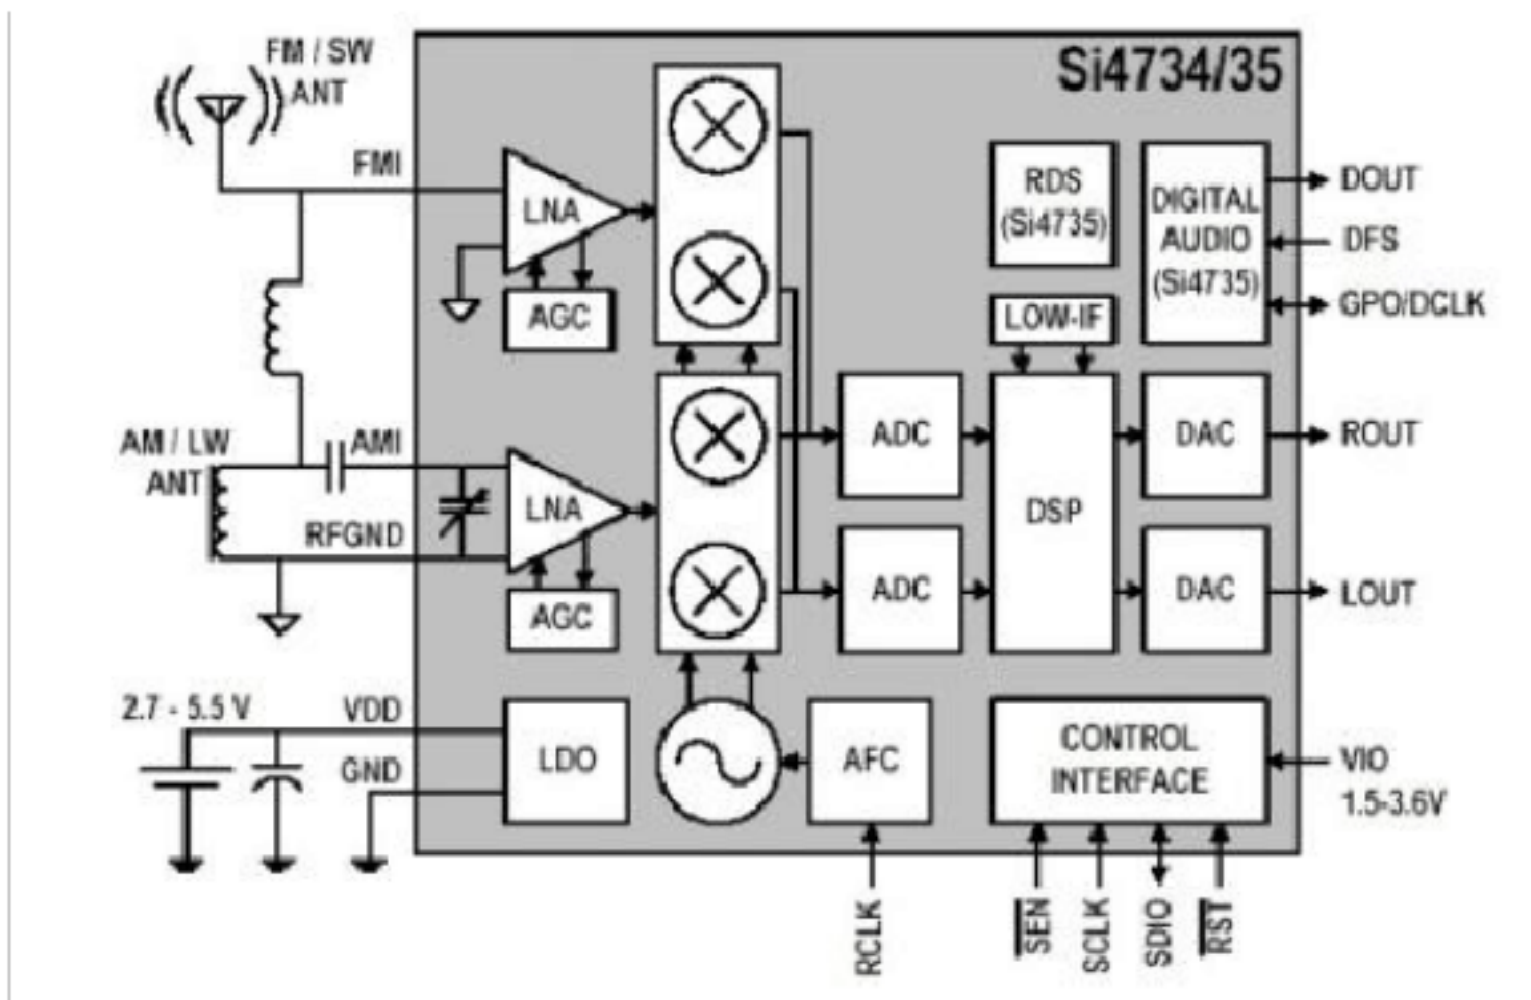 FM / SW
ANT
Si4734/35
FMI
LNA
AGC
RDS
(Si4735)
DIGITAL
AUDIO
(Si4735)
DOUT
DFS
GPO/DCLK
LOW-IF
AM / LW
ANT
AMI
RFGND
LNA
AGC
ADC
ADC
DSP
DAC
DAC
ROUT
LOUT
2.7 - 5.5 V
VDD
GND
LDO
AFC
CONTROL
INTERFACE
VIO
1.5-3.6V
RCLK
SEN
SCLK
SDIO
RST